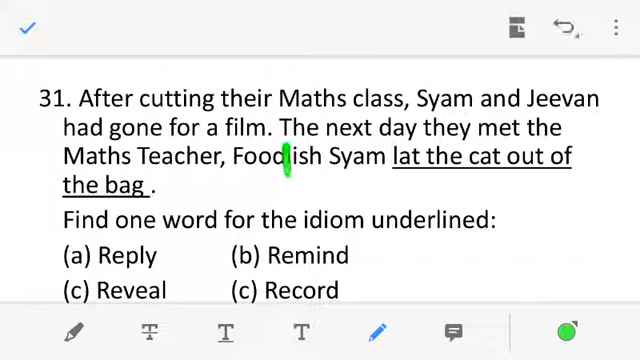 31. After cutting their Maths class, Syam and Jeevan
had gone for a film. The next day they met the
Maths Teacher, Foodlish Syam lat the cat out of
the bag .
Find one word for the idiom underlined:
(a) Reply (b) Remind
(c) Reveal (c) Record
T T T